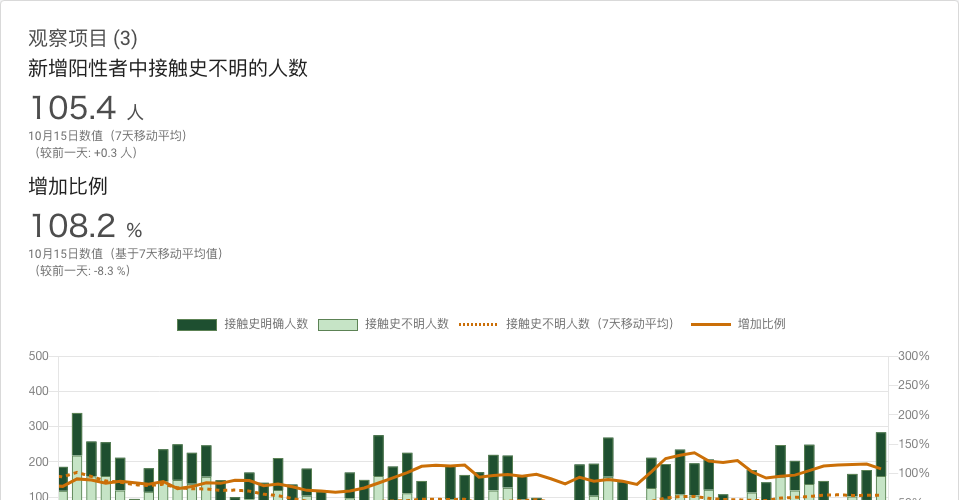 观察项目 (3)
新增阳性者中接触史不明的人数
105.4 人
10月15日数值（7天移动平均）
（较前一天: +0.3 人）
增加比例
108.2 %
10月15日数值（基于7天移动平均值）
（较前一天: -8.3 %）
接触史明确人数 接触史不明人数 接触史不明人数（7天移动平均） 增加比例
500 300%
250%
400
200%
300
150%
200
100%
100
50%